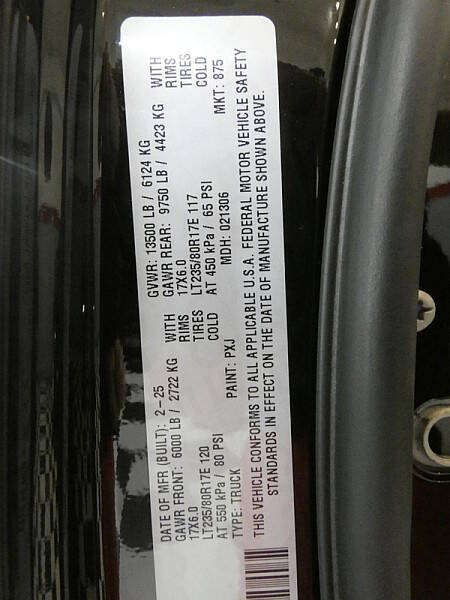 DATE OF MFR (BUILT): 2-25 GVWR: 13500 LB / 6124 KG
GAWR FRONT: 6000 LB / 2722 KG WITH GAWR REAR: 9750 LB / 4423 KG WITH
17X6.0 RIMS 17X6.0 RIMS
LT235/80R17E 120 TIRES LT235/80R17E 117 TIRES
AT 550 kPa / 80 PSI COLD AT 450 kPa / 65 PSI COLD
TYPE: TRUCK PAINT: PXJ MDH: 021306 MKT: 875
THIS VEHICLE CONFORMS TO ALL APPLICABLE U.S.A. FEDERAL MOTOR VEHICLE SAFETY
STANDARDS IN EFFECT ON THE DATE OF MANUFACTURE SHOWN ABOVE.